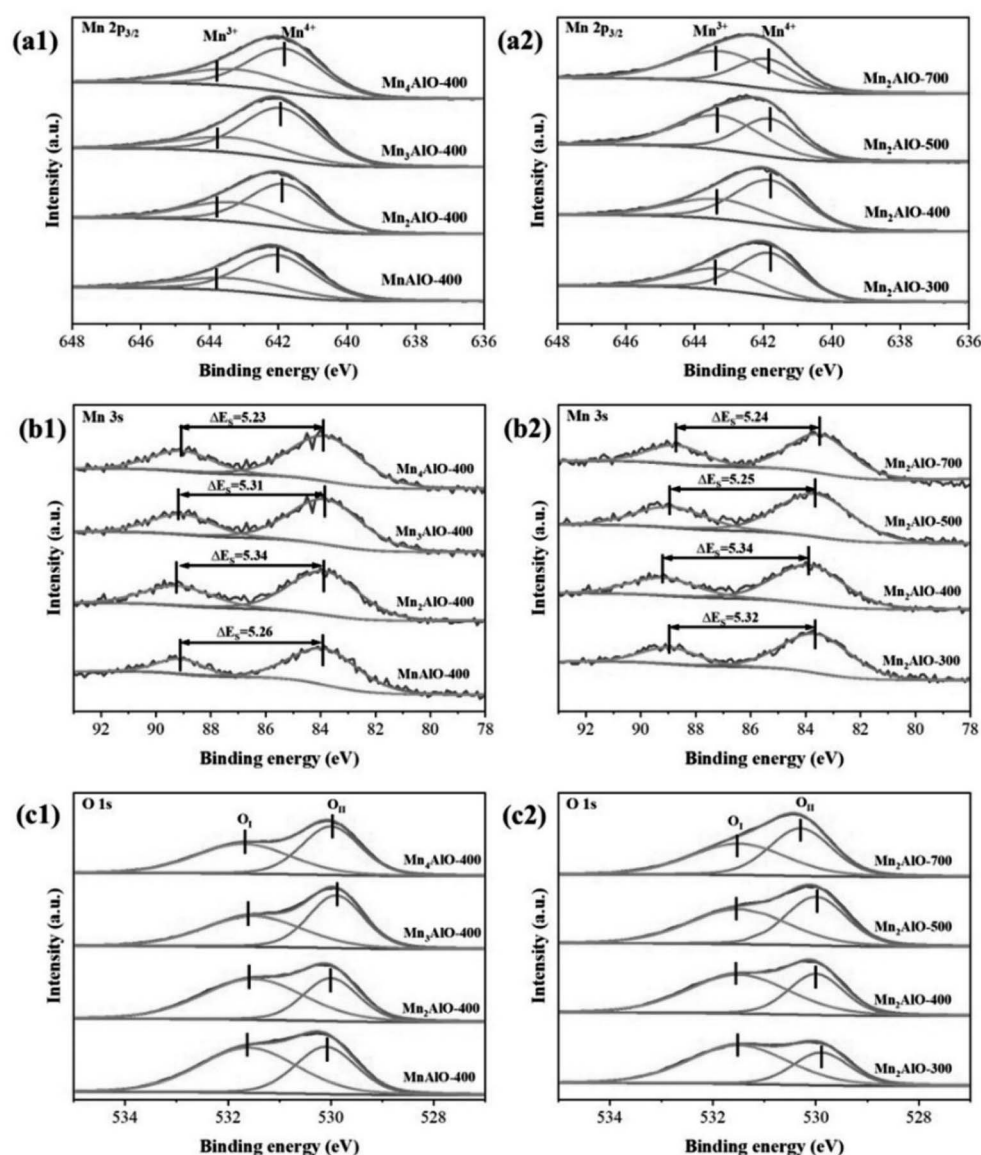 (a1)
Mn 2p₃/₂
Mn³⁺
Mn⁴⁺
Mn₄AlO-400
Mn₃AlO-400
Mn₂AlO-400
MnAlO-400
Intensity (a.u.)
648 646 644 642 640 638 636
Binding energy (eV)
(a2)
Mn 2p₃/₂
Mn³⁺
Mn⁴⁺
Mn₂AlO-700
Mn₂AlO-500
Mn₂AlO-400
Mn₂AlO-300
Intensity (a.u.)
648 646 644 642 640 638 636
Binding energy (eV)
(b1)
Mn 3s
ΔEₛ=5.23
Mn₄AlO-400
ΔEₛ=5.31
Mn₃AlO-400
ΔEₛ=5.34
Mn₂AlO-400
ΔEₛ=5.26
MnAlO-400
Intensity (a.u.)
92 90 88 86 84 82 80 78
Binding energy (eV)
(b2)
Mn 3s
ΔEₛ=5.24
Mn₂AlO-700
ΔEₛ=5.25
Mn₂AlO-500
ΔEₛ=5.34
Mn₂AlO-400
ΔEₛ=5.32
Mn₂AlO-300
Intensity (a.u.)
92 90 88 86 84 82 80 78
Binding energy (eV)
(c1)
O 1s
O_I
O_II
Mn₄AlO-400
Mn₃AlO-400
Mn₂AlO-400
MnAlO-400
Intensity (a.u.)
534 532 530 528
Binding energy (eV)
(c2)
O 1s
O_I
O_II
Mn₂AlO-700
Mn₂AlO-500
Mn₂AlO-400
Mn₂AlO-300
Intensity (a.u.)
534 532 530 528
Binding energy (eV)